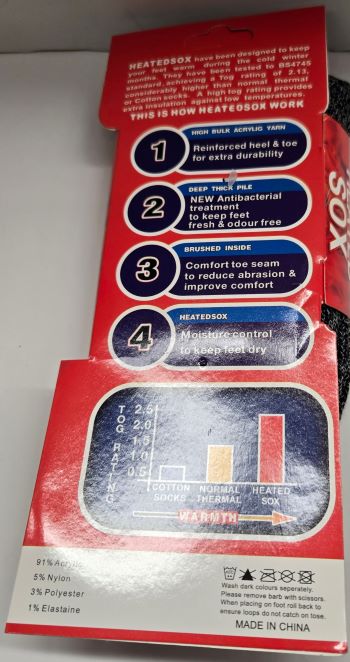 HEATEDSOX have been designed to keep
your feet warm during the cold winter
months. They have been tested to BS4745
standard achieving a Tog rating of 2.13,
considerably higher than normal thermal
or Cotton socks. A high tog rating provides
extra insulation against low temperatures.
THIS IS HOW HEATEDSOX WORK
1
HIGH BULK ACRYLIC YARN
Reinforced heel & toe
for extra durability
2
DEEP THICK PILE
NEW Antibacterial
treatment
to keep feet
fresh & odour free
3
BRUSHED INSIDE
Comfort toe seam
to reduce abrasion &
improve comfort
4
HEATEDSOX
Moisture control
to keep feet dry
SOX
TOG RATING
2.5
2.0
1.5
1.0
0.5
COTTON
SOCKS
NORMAL
THERMAL
HEATED
SOX
WARMTH
91% Acrylic
5% Nylon
3% Polyester
1% Elastaine
Wash dark colours seperately.
Please remove barb with scissors.
When placing on foot roll back to
ensure loops do not catch on tose.
MADE IN CHINA